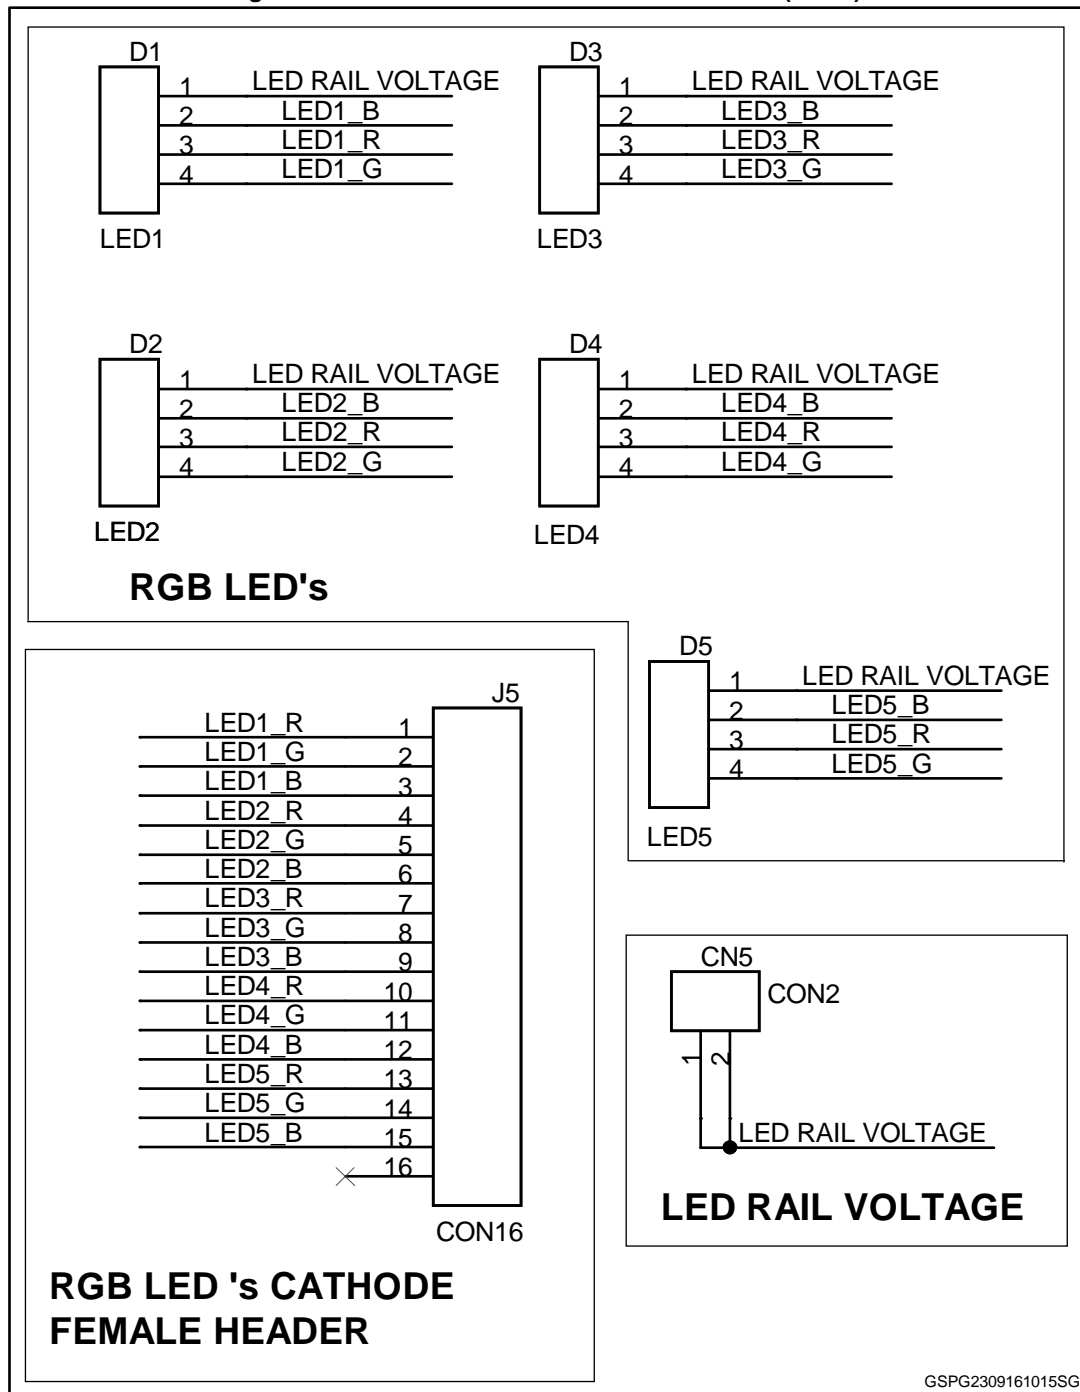 D1
1 LED RAIL VOLTAGE
2 LED1_B
3 LED1_R
4 LED1_G
LED1
D3
1 LED RAIL VOLTAGE
2 LED3_B
3 LED3_R
4 LED3_G
LED3
D2
1 LED RAIL VOLTAGE
2 LED2_B
3 LED2_R
4 LED2_G
LED2
D4
1 LED RAIL VOLTAGE
2 LED4_B
3 LED4_R
4 LED4_G
LED4
RGB LED's
D5
1 LED RAIL VOLTAGE
2 LED5_B
3 LED5_R
4 LED5_G
LED5
J5
LED1_R 1
LED1_G 2
LED1_B 3
LED2_R 4
LED2_G 5
LED2_B 6
LED3_R 7
LED3_G 8
LED3_B 9
LED4_R 10
LED4_G 11
LED4_B 12
LED5_R 13
LED5_G 14
LED5_B 15
16
CON16
RGB LED 's CATHODE
FEMALE HEADER
CN5
CON2
1 2
LED RAIL VOLTAGE
LED RAIL VOLTAGE
GSPG2309161015SG